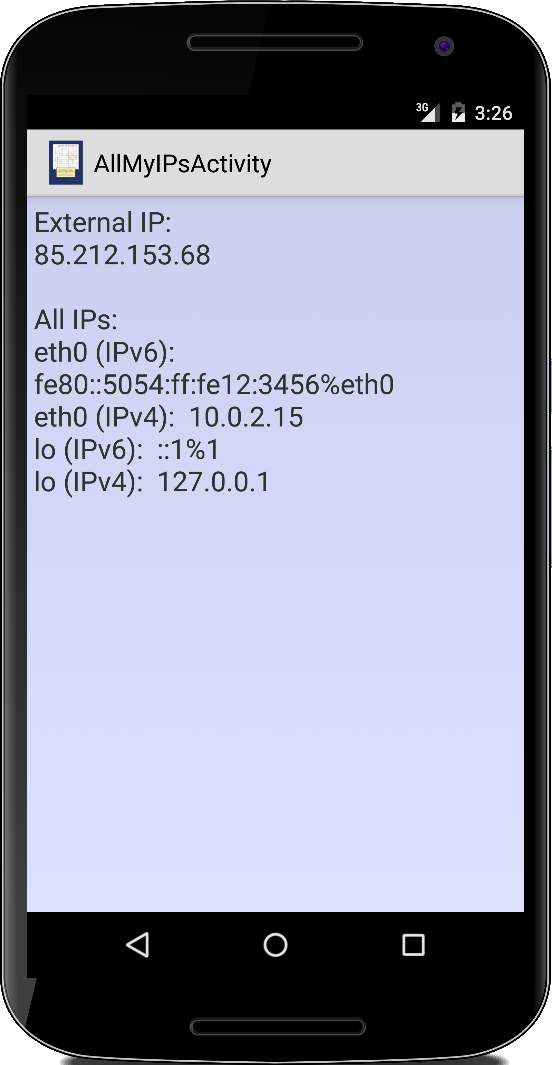 3G 3:26
AllMyIPsActivity
External IP:
85.212.153.68
All IPs:
eth0 (IPv6):
fe80::5054:ff:fe12:3456%eth0
eth0 (IPv4):  10.0.2.15
lo (IPv6):  ::1%1
lo (IPv4):  127.0.0.1